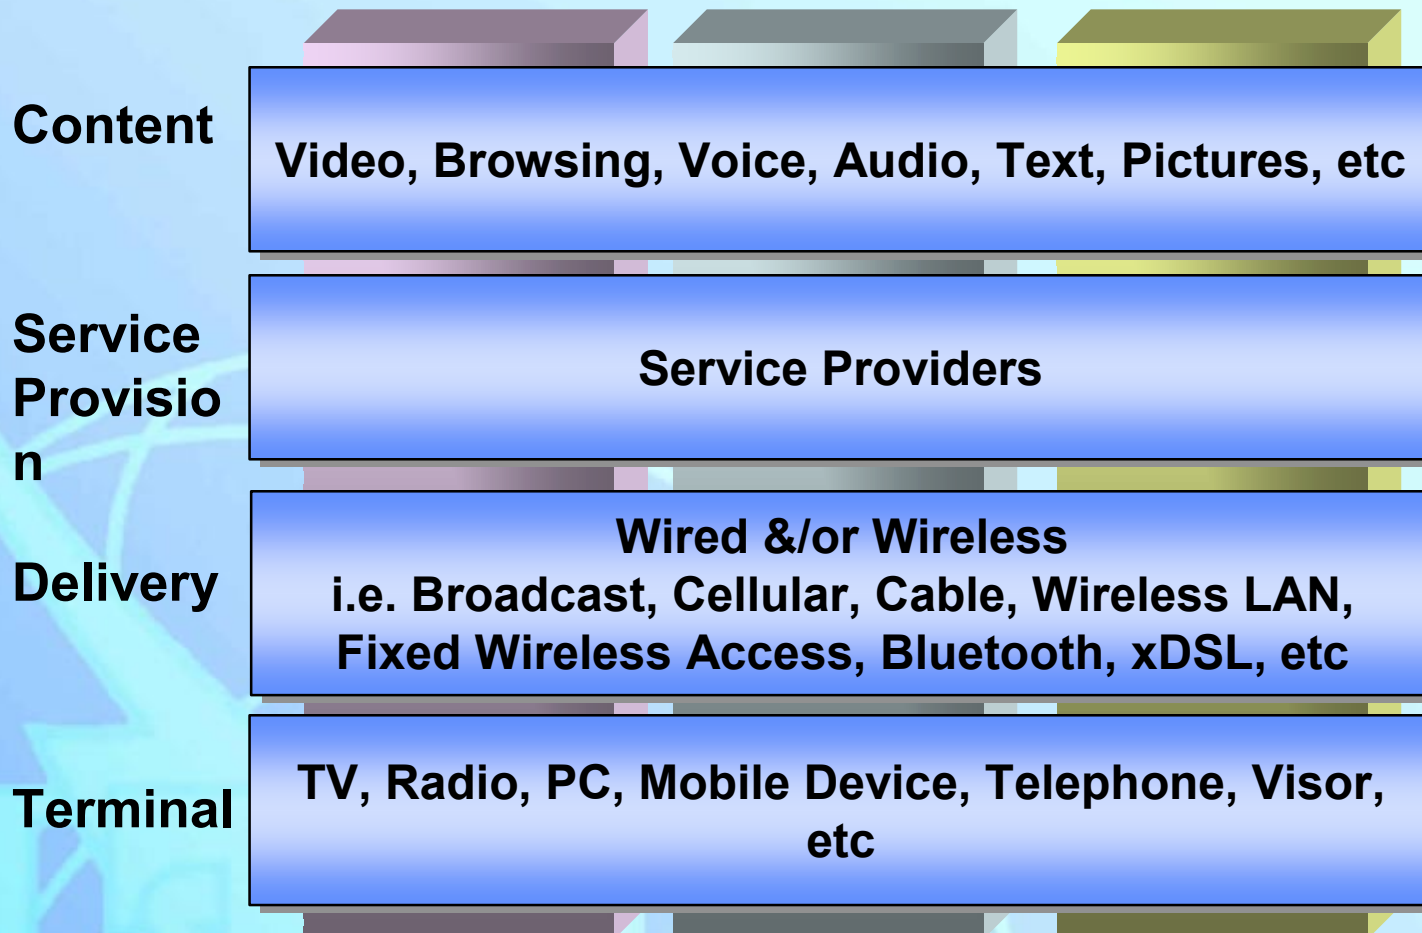 Content
Video, Browsing, Voice, Audio, Text, Pictures, etc
Service
Provisio
n
Service Providers
Delivery
Wired &/or Wireless
i.e. Broadcast, Cellular, Cable, Wireless LAN,
Fixed Wireless Access, Bluetooth, xDSL, etc
Terminal
TV, Radio, PC, Mobile Device, Telephone, Visor,
etc